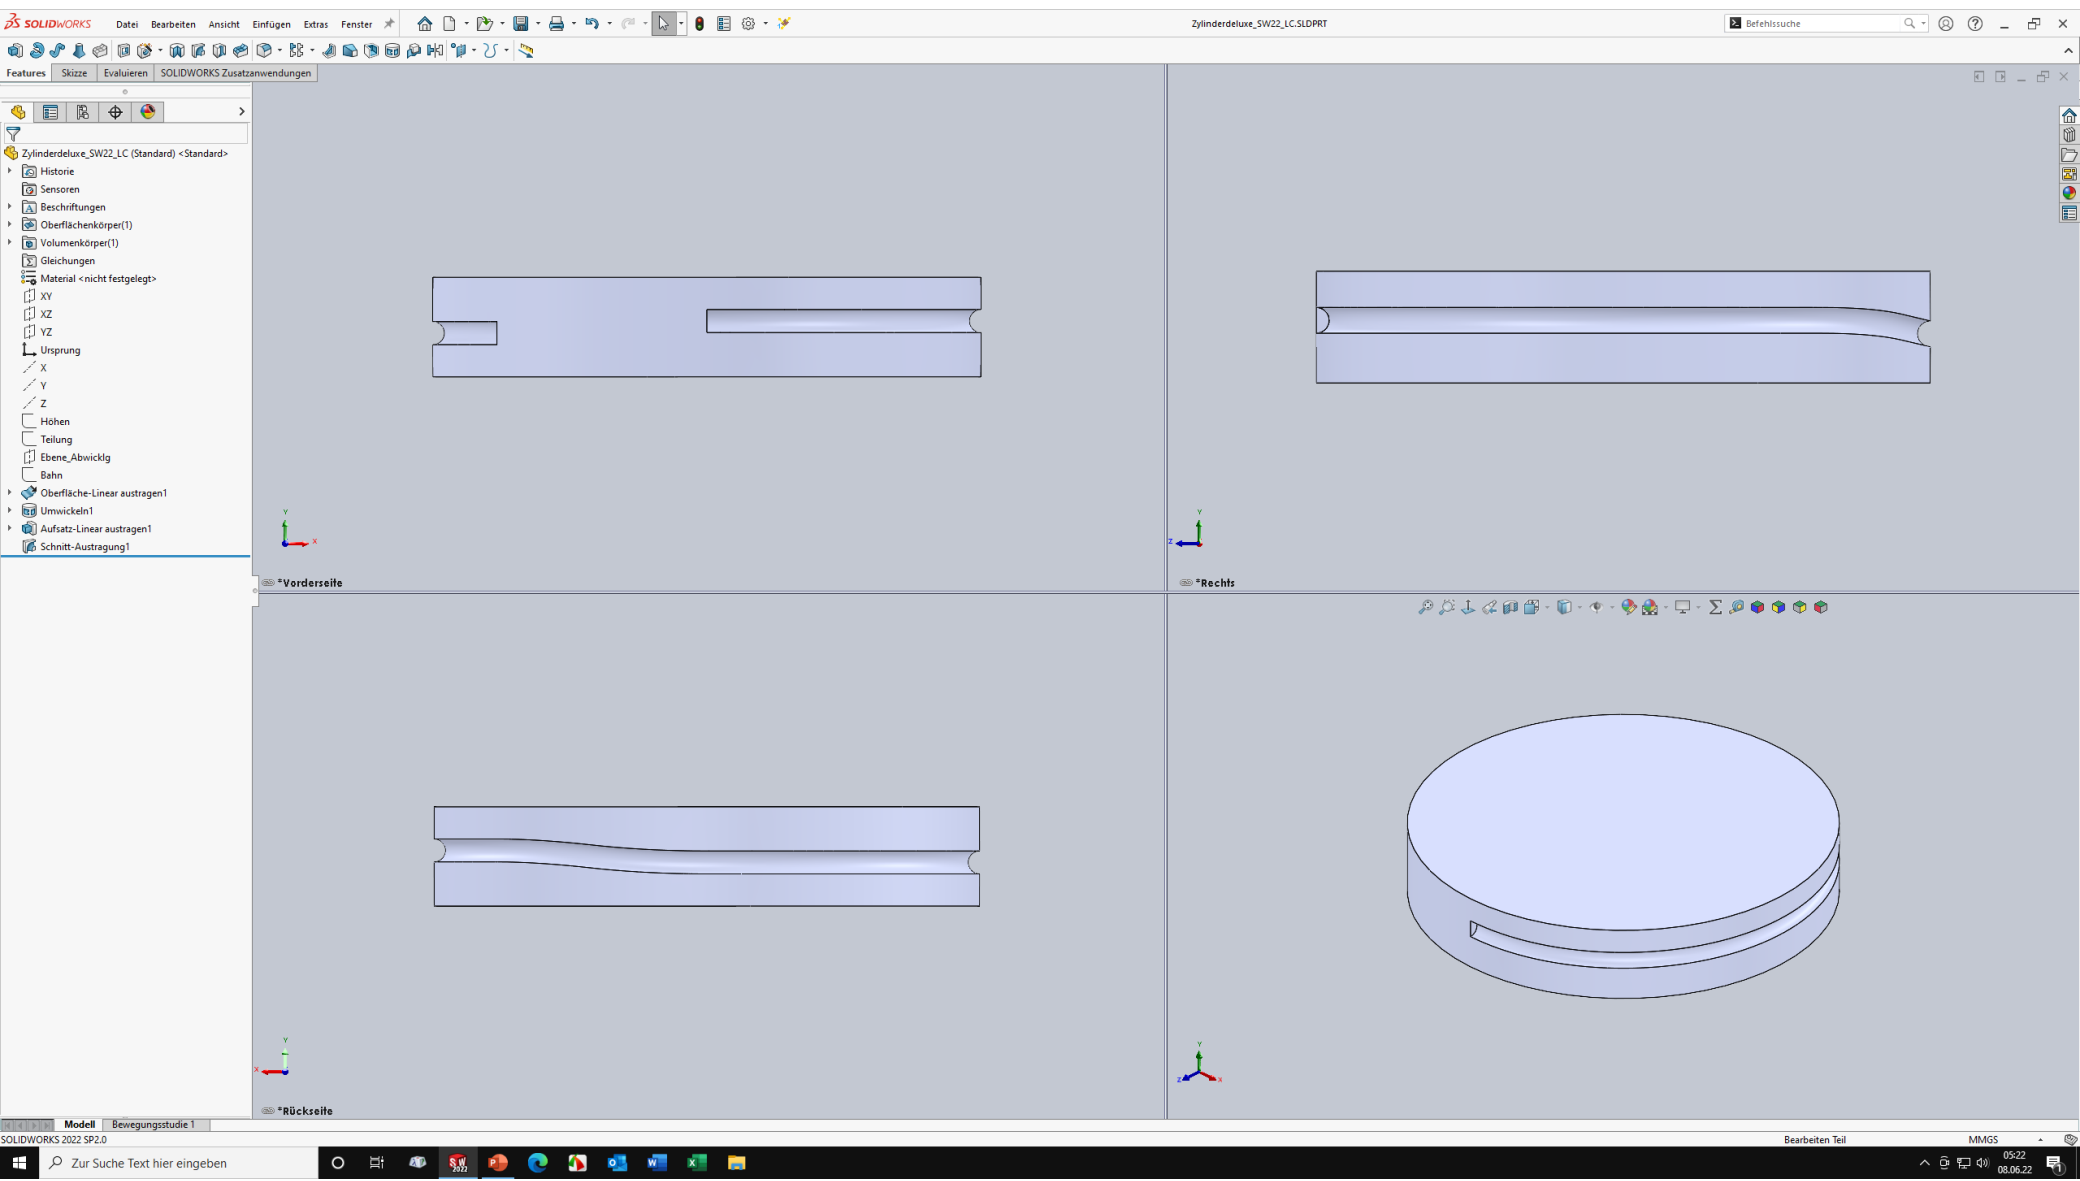 SOLIDWORKS Datei Bearbeiten Ansicht Einfügen Extras Fenster Zylinderdeluxe_SW22_LC.SLDPRT Befehlssuche
Features Skizze Evaluieren SOLIDWORKS Zusatzanwendungen
Zylinderdeluxe_SW22_LC (Standard) <Standard>
Historie
Sensoren
Beschriftungen
Oberflächenkörper(1)
Volumenkörper(1)
Gleichungen
Material <nicht festgelegt>
XY
XZ
YZ
Ursprung
X
Y
Z
Höhen
Teilung
Ebene_Abwicklg
Bahn
Oberfläche-Linear austragen1
Umwickeln1
Aufsatz-Linear austragen1
Schnitt-Austragung1
Y
X
*Vorderseite
Y
Z
*Rechts
Y
X
*Rückseite
Y
Z
X
Modell Bewegungsstudie 1
SOLIDWORKS 2022 SP2.0 Bearbeiten Teil MMGS
Zur Suche Text hier eingeben 05:22
08.06.22